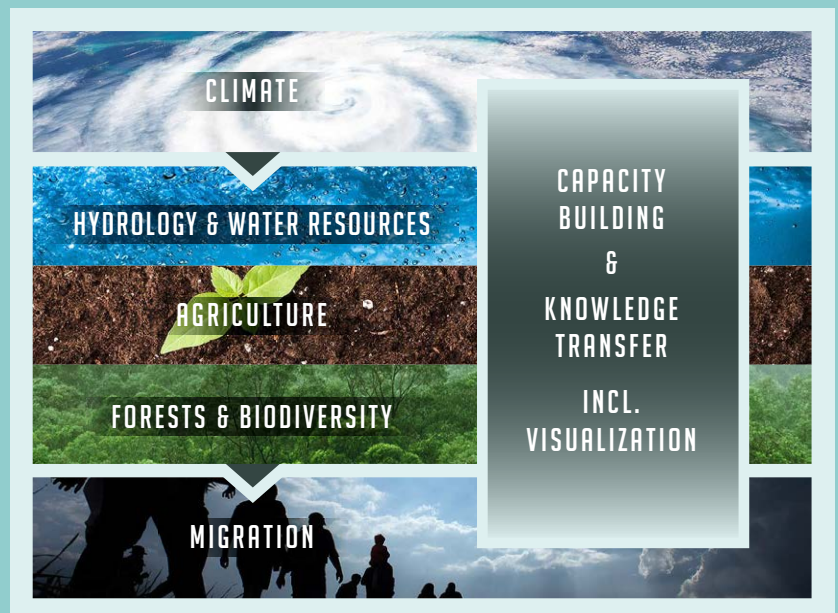 CLIMATE
HYDROLOGY & WATER RESOURCES
AGRICULTURE
FORESTS & BIODIVERSITY
MIGRATION
CAPACITY
BUILDING
&
KNOWLEDGE
TRANSFER
INCL.
VISUALIZATION